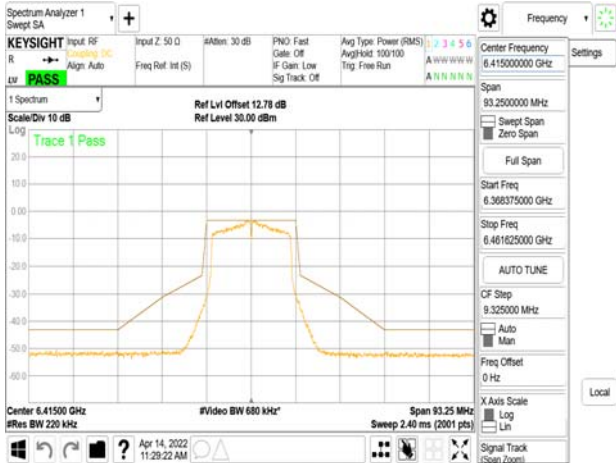 Spectrum Analyzer 1
Swept SA
+
Frequency
KEYSIGHT
Input: RF
Coupling: DC
Align: Auto
Input Z: 50 Ω
Freq Ref: Int (S)
#Atten: 30 dB
PNO: Fast
Gate: Off
IF Gain: Low
Sig Track: Off
Avg Type: Power (RMS)
Avg|Hold: 100/100
Trig: Free Run
1 2 3 4 5 6
A W W W W W
A N N N N N
R
LV
PASS
Center Frequency
6.415000000 GHz
Settings
Span
93.2500000 MHz
Swept Span
Zero Span
Full Span
Start Freq
6.368375000 GHz
Stop Freq
6.461625000 GHz
AUTO TUNE
CF Step
9.325000 MHz
Auto
Man
Freq Offset
0 Hz
X Axis Scale
Log
Lin
Signal Track
(Span Zoom)
Local
1 Spectrum
Scale/Div 10 dB
Ref Lvl Offset 12.78 dB
Ref Level 30.00 dBm
Log
Trace 1 Pass
20.0
10.0
0.00
-10.0
-20.0
-30.0
-40.0
-50.0
-60.0
Center 6.41500 GHz
#Res BW 220 kHz
#Video BW 680 kHz*
Span 93.25 MHz
Sweep 2.40 ms (2001 pts)
?
Apr 14, 2022
11:29:22 AM